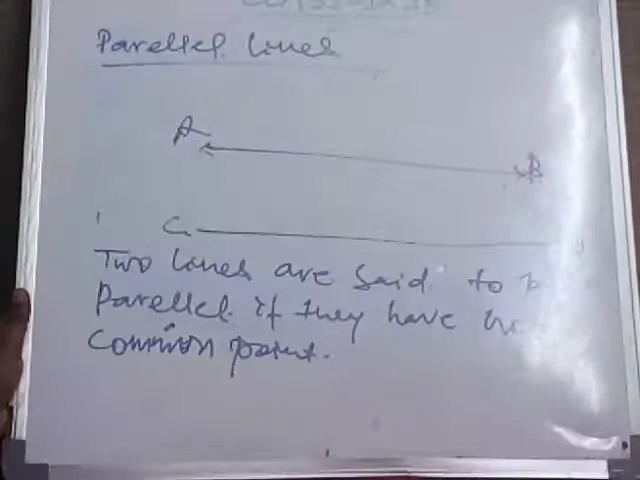 Parellel Lines
A
B
C
Two lines are said to
Parellel if they have
Common point.